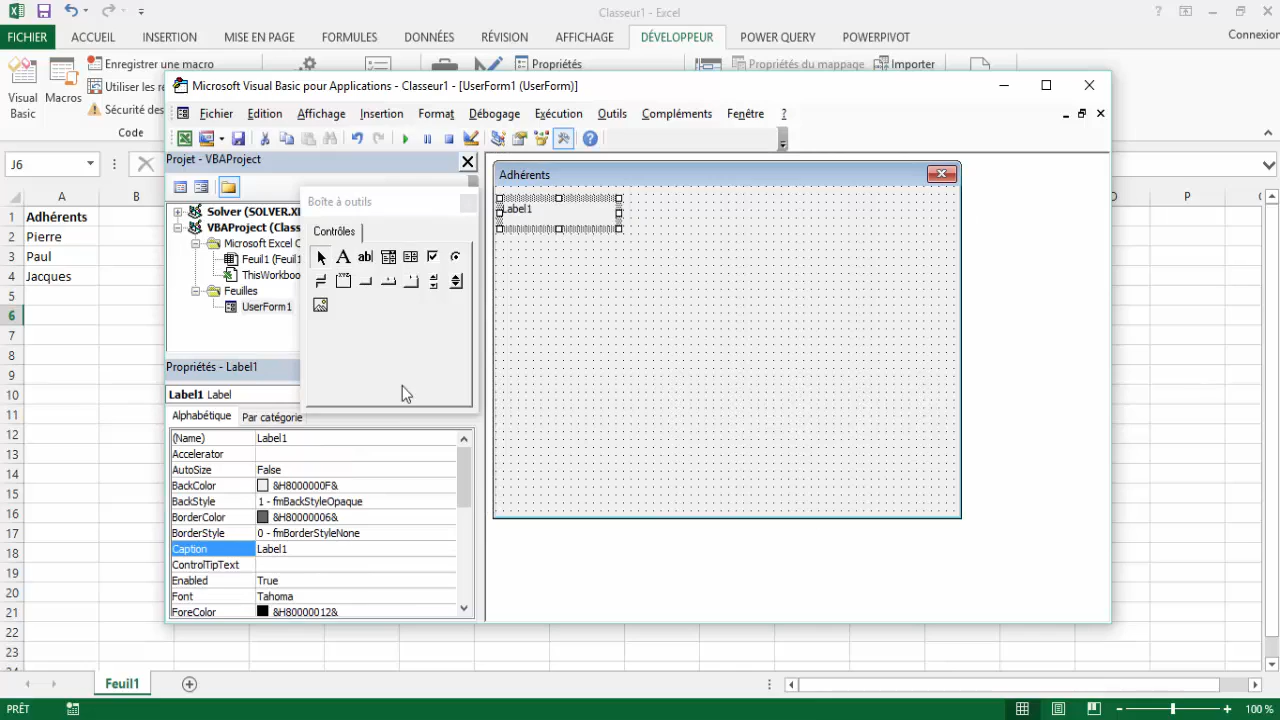 Classeur1 - Excel
FICHIER ACCUEIL INSERTION MISE EN PAGE FORMULES DONNÉES RÉVISION AFFICHAGE DÉVELOPPEUR POWER QUERY POWERPIVOT Connexion
Visual Basic
Macros
Enregistrer une macro
Utiliser les re
Sécurité des
Code
Propriétés
Propriétés du mappage
Importer
Microsoft Visual Basic pour Applications - Classeur1 - [UserForm1 (UserForm)]
Fichier Edition Affichage Insertion Format Débogage Exécution Outils Compléments Fenêtre ?
Projet - VBAProject
Solver (SOLVER.XL
VBAProject (Class
Microsoft Excel O
Feuil1 (Feuil1
ThisWorkboo
Feuilles
UserForm1
Boîte à outils
Contrôles
A ab|
Propriétés - Label1
Label1 Label
Alphabétique Par catégorie
(Name) Label1
Accelerator
AutoSize False
BackColor &H8000000F&
BackStyle 1 - fmBackStyleOpaque
BorderColor &H80000006&
BorderStyle 0 - fmBorderStyleNone
Caption Label1
ControlTipText
Enabled True
Font Tahoma
ForeColor &H80000012&
Adhérents
Label1
J6
A B P
1 Adhérents
2 Pierre
3 Paul
4 Jacques
5
6
7
8
9
10
11
12
13
14
15
16
17
18
19
20
21
22
23
Feuil1
PRÊT
100 %